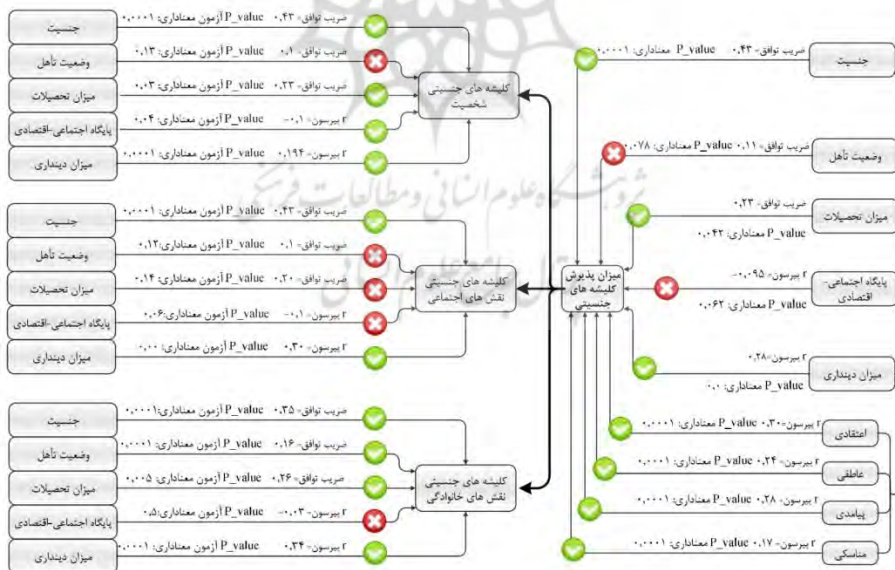 ضریب توافق= ۰,۴۳ P_value آزمون معناداری: ۰,۰۰۰۱
جنسیت
ضریب توافق= ۰,۱ P_value آزمون معناداری: ۰,۱۳
وضعیت تأهل
ضریب توافق= ۰,۲۳ P_value آزمون معناداری: ۰,۰۳
میزان تحصیلات
r پیرسون= ۰,۱- P_value آزمون معناداری: ۰,۰۴
پایگاه اجتماعی-اقتصادی
r پیرسون= ۰,۱۹۴ P_value آزمون معناداری: ۰,۰۰۰۱
میزان دینداری
کلیشه های جنسیتی
شخصیت
ضریب توافق= ۰,۴۳ P_value معناداری: ۰,۰۰۰۱
جنسیت
ضریب توافق= ۰,۱۱ P_value معناداری: ۰,۰۷۸
وضعیت تأهل
پژوهشگاه علوم انسانی و مطالعات فرهنگی
پرتال جامع علوم انسانی
ضریب توافق= ۰,۲۳
P_value معناداری: ۰,۰۴۲
میزان تحصیلات
ضریب توافق= ۰,۴۳ P_value آزمون معناداری: ۰,۰۰۰۱
جنسیت
ضریب توافق= ۰,۱ P_value آزمون معناداری: ۰,۱۲
وضعیت تأهل
ضریب توافق= ۰,۲۰ P_value آزمون معناداری: ۰,۱۴
میزان تحصیلات
r پیرسون= ۰,۱- P_value آزمون معناداری: ۰,۰۶
پایگاه اجتماعی-اقتصادی
r پیرسون= ۰,۳۰ P_value آزمون معناداری: ۰,۰۰
میزان دینداری
کلیشه های جنسیتی
نقش های اجتماعی
میزان پذیرش
کلیشه های
جنسیتی
r پیرسون= ۰,۰۹۵-
P_value معناداری: ۰,۰۶۲
پایگاه اجتماعی-
اقتصادی
r پیرسون= ۰,۲۸
P_value معناداری: ۰,۰
میزان دینداری
ضریب توافق= ۰,۳۵ P_value آزمون معناداری: ۰,۰۰۰۱
جنسیت
ضریب توافق= ۰,۱۶ P_value آزمون معناداری: ۰,۰۰۰۱
وضعیت تأهل
ضریب توافق= ۰,۲۶ P_value آزمون معناداری: ۰,۰۰۵
میزان تحصیلات
r پیرسون= ۰,۰۳- P_value آزمون معناداری: ۰,۵
پایگاه اجتماعی-اقتصادی
r پیرسون= ۰,۳۴ P_value آزمون معناداری: ۰,۰۰۰۱
میزان دینداری
کلیشه های جنسیتی
نقش های خانوادگی
r پیرسون= ۰,۳۰ P_value معناداری: ۰,۰۰۰۱
اعتقادی
r پیرسون= ۰,۲۴ P_value معناداری: ۰,۰۰۰۱
عاطفی
r پیرسون= ۰,۲۸ P_value معناداری: ۰,۰۰۰۱
پیامدی
r پیرسون= ۰,۱۷ P_value معناداری: ۰,۰۰۰۱
مناسکی